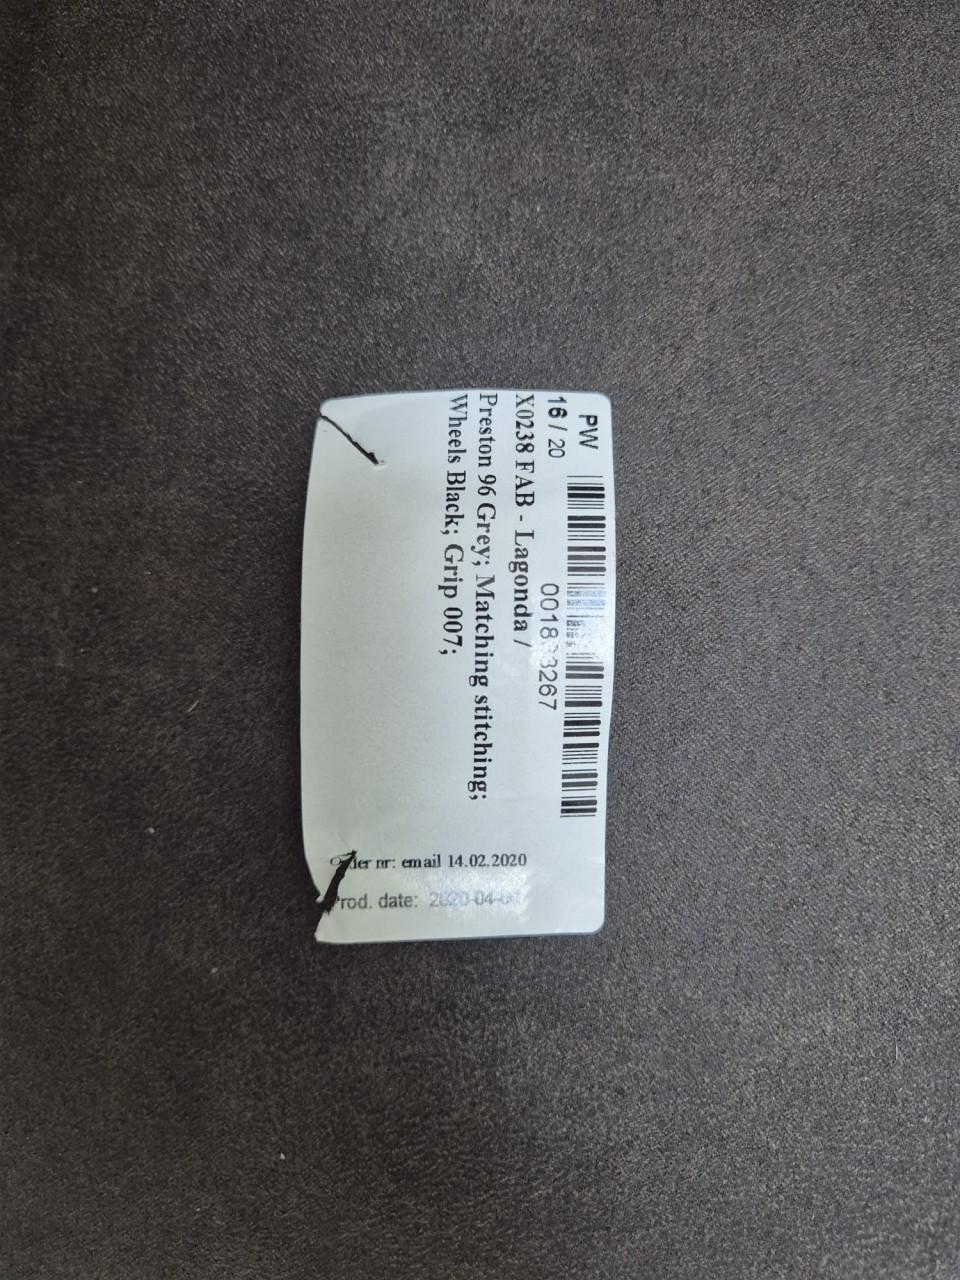 PW
16 / 20
X0238 FAB - Lagonda /
Preston 96 Grey; Matching stitching;
Wheels Black; Grip 007;
nr: email 14.02.2020
date: